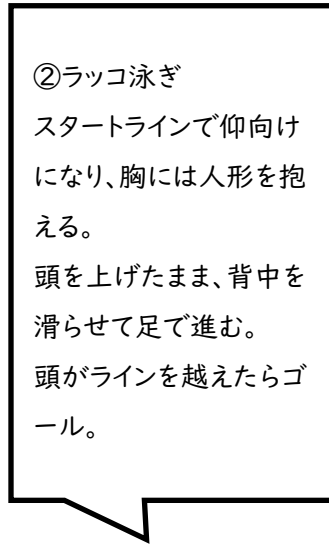 ②ラッコ泳ぎ
スタートラインで仰向け
になり、胸には人形を抱
える。
頭を上げたまま、背中を
滑らせて足で進む。
頭がラインを越えたらゴ
ール。